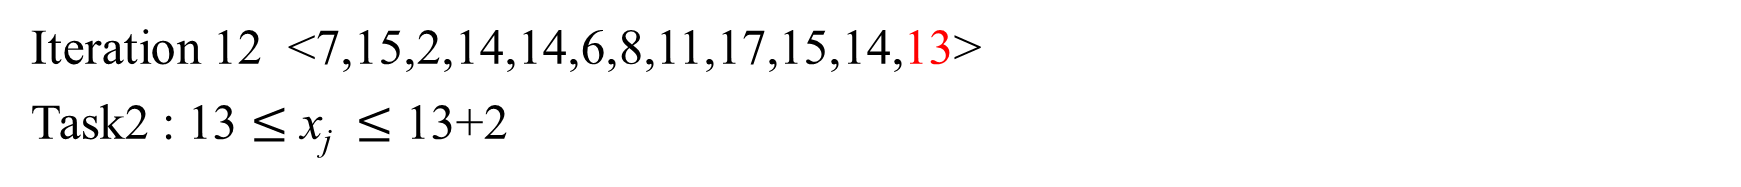 Iteration 12 <7,15,2,14,14,6,8,11,17,15,14,13>
Task2 : 13 ≤ xⱼ ≤ 13+2